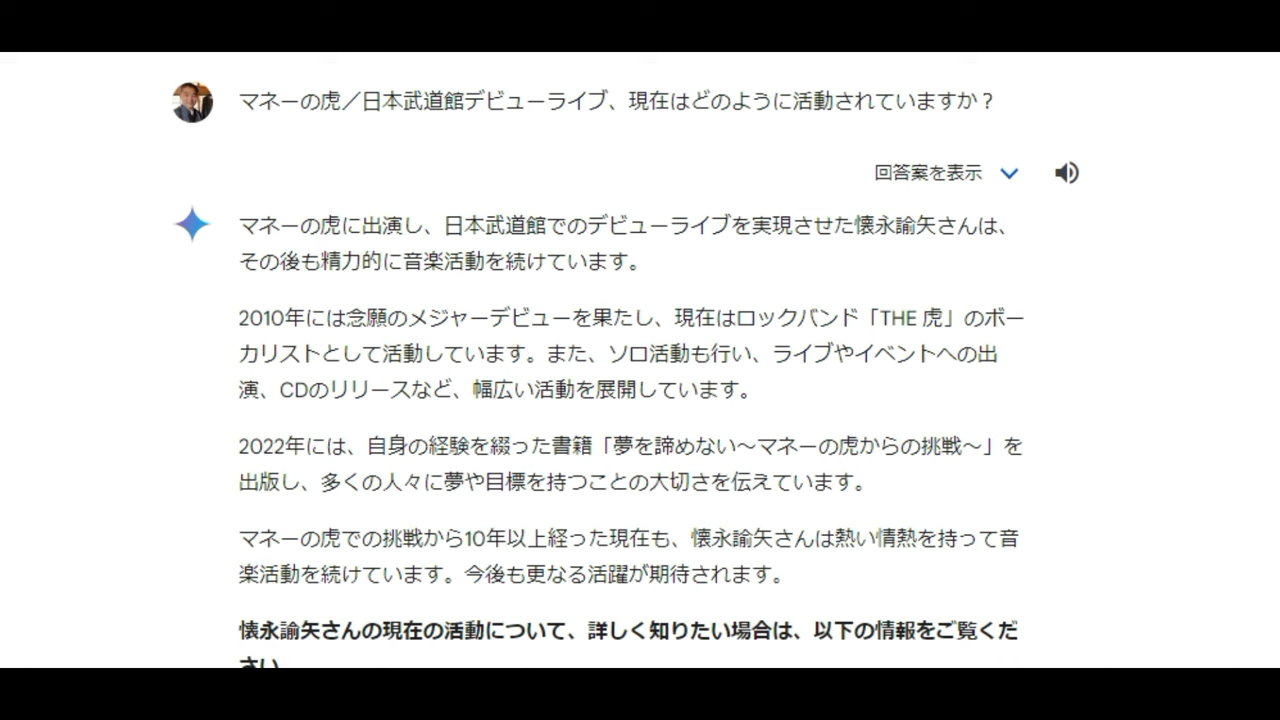 マネーの虎／日本武道館デビューライブ、現在はどのように活動されていますか？
回答案を表示
マネーの虎に出演し、日本武道館でのデビューライブを実現させた懐永諭矢さんは、
その後も精力的に音楽活動を続けています。
2010年には念願のメジャーデビューを果たし、現在はロックバンド「THE 虎」のボー
カリストとして活動しています。また、ソロ活動も行い、ライブやイベントへの出
演、CDのリリースなど、幅広い活動を展開しています。
2022年には、自身の経験を綴った書籍「夢を諦めない～マネーの虎からの挑戦～」を
出版し、多くの人々に夢や目標を持つことの大切さを伝えています。
マネーの虎での挑戦から10年以上経った現在も、懐永諭矢さんは熱い情熱を持って音
楽活動を続けています。今後も更なる活躍が期待されます。
懐永諭矢さんの現在の活動について、詳しく知りたい場合は、以下の情報をご覧くだ
さい